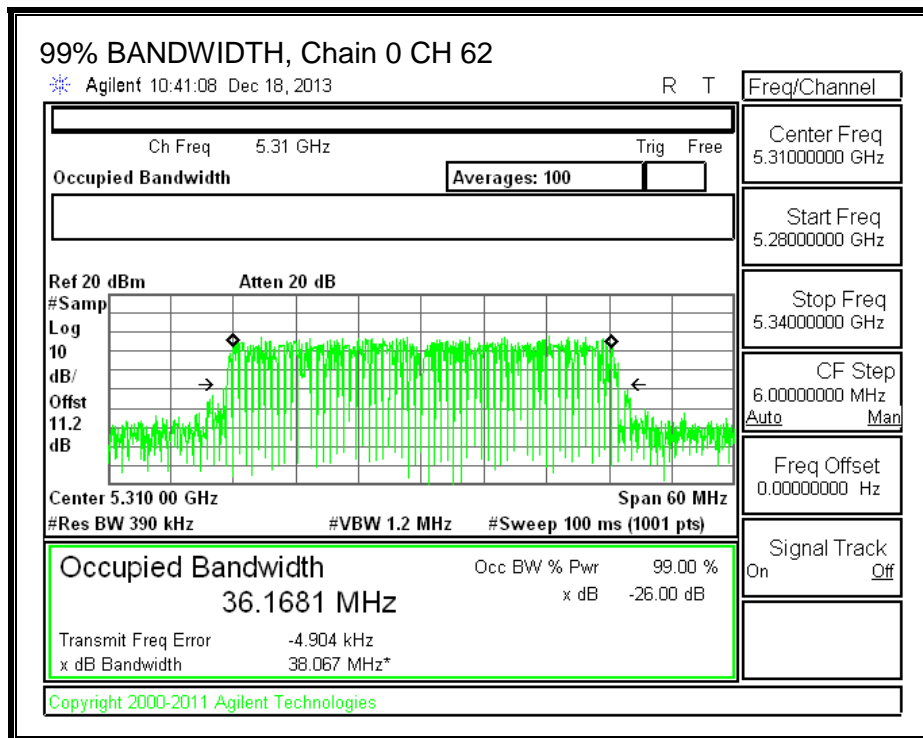 99% BANDWIDTH, Chain 0 CH 62
Agilent 10:41:08 Dec 18, 2013 R T
Freq/Channel
Ch Freq 5.31 GHz Trig Free
Occupied Bandwidth Averages: 100
Center Freq
5.31000000 GHz
Start Freq
5.28000000 GHz
Stop Freq
5.34000000 GHz
CF Step
6.00000000 MHz
Auto Man
Freq Offset
0.00000000 Hz
Signal Track
On Off
Ref 20 dBm Atten 20 dB
#Samp
Log
10
dB/
Offst
11.2
dB
Center 5.310 00 GHz Span 60 MHz
#Res BW 390 kHz #VBW 1.2 MHz #Sweep 100 ms (1001 pts)
Occupied Bandwidth Occ BW % Pwr 99.00 %
36.1681 MHz x dB -26.00 dB
Transmit Freq Error -4.904 kHz
x dB Bandwidth 38.067 MHz*
Copyright 2000-2011 Agilent Technologies